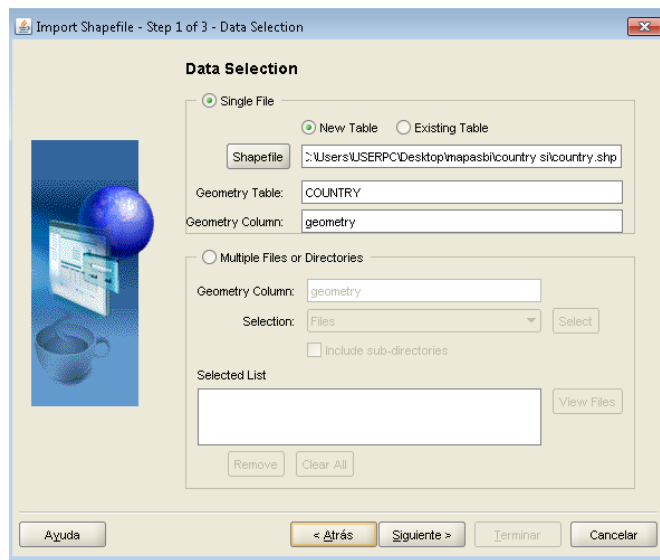 Import Shapefile - Step 1 of 3 - Data Selection
Data Selection
Single File
New Table Existing Table
Shapefile :\Users\USERPC\Desktop\mapasbi\country si\country.shp
Geometry Table: COUNTRY
Geometry Column: geometry
Multiple Files or Directories
Geometry Column: geometry
Selection: Files Select
Include sub-directories
Selected List
View Files
Remove Clear All
Ayuda < Atrás Siguiente > Terminar Cancelar